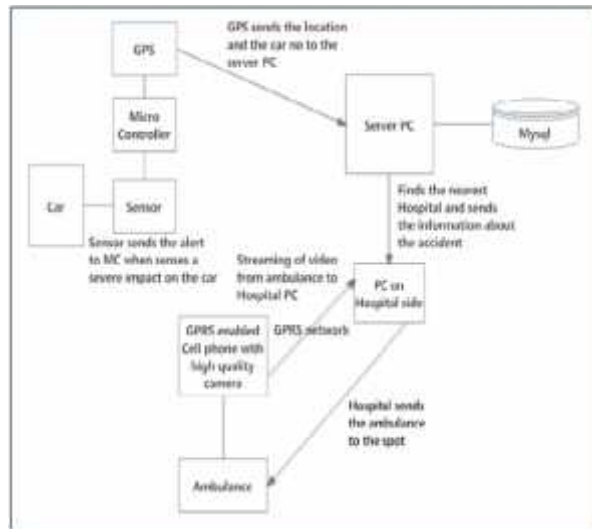 GPS sends the location
and the car no to the
server PC
GPS
Micro
Controller
Server PC
Mysql
Car
Sensor
Finds the nearest
Hospital and sends
the information about
the accident
Sensor sends the alert
to MC when senses a
severe impact on the car
Streaming of video
from ambulance to
Hospital PC
PC on
Hospital side
GPRS enabled
Cell phone with
high quality
camera
GPRS network
Hospital sends
the ambulance
to the spot
Ambulance